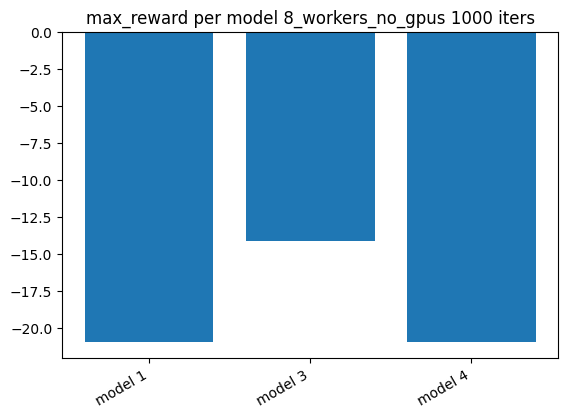 max_reward per model 8_workers_no_gpus 1000 iters
0.0
−2.5
−5.0
−7.5
−10.0
−12.5
−15.0
−17.5
−20.0
model 1
model 3
model 4